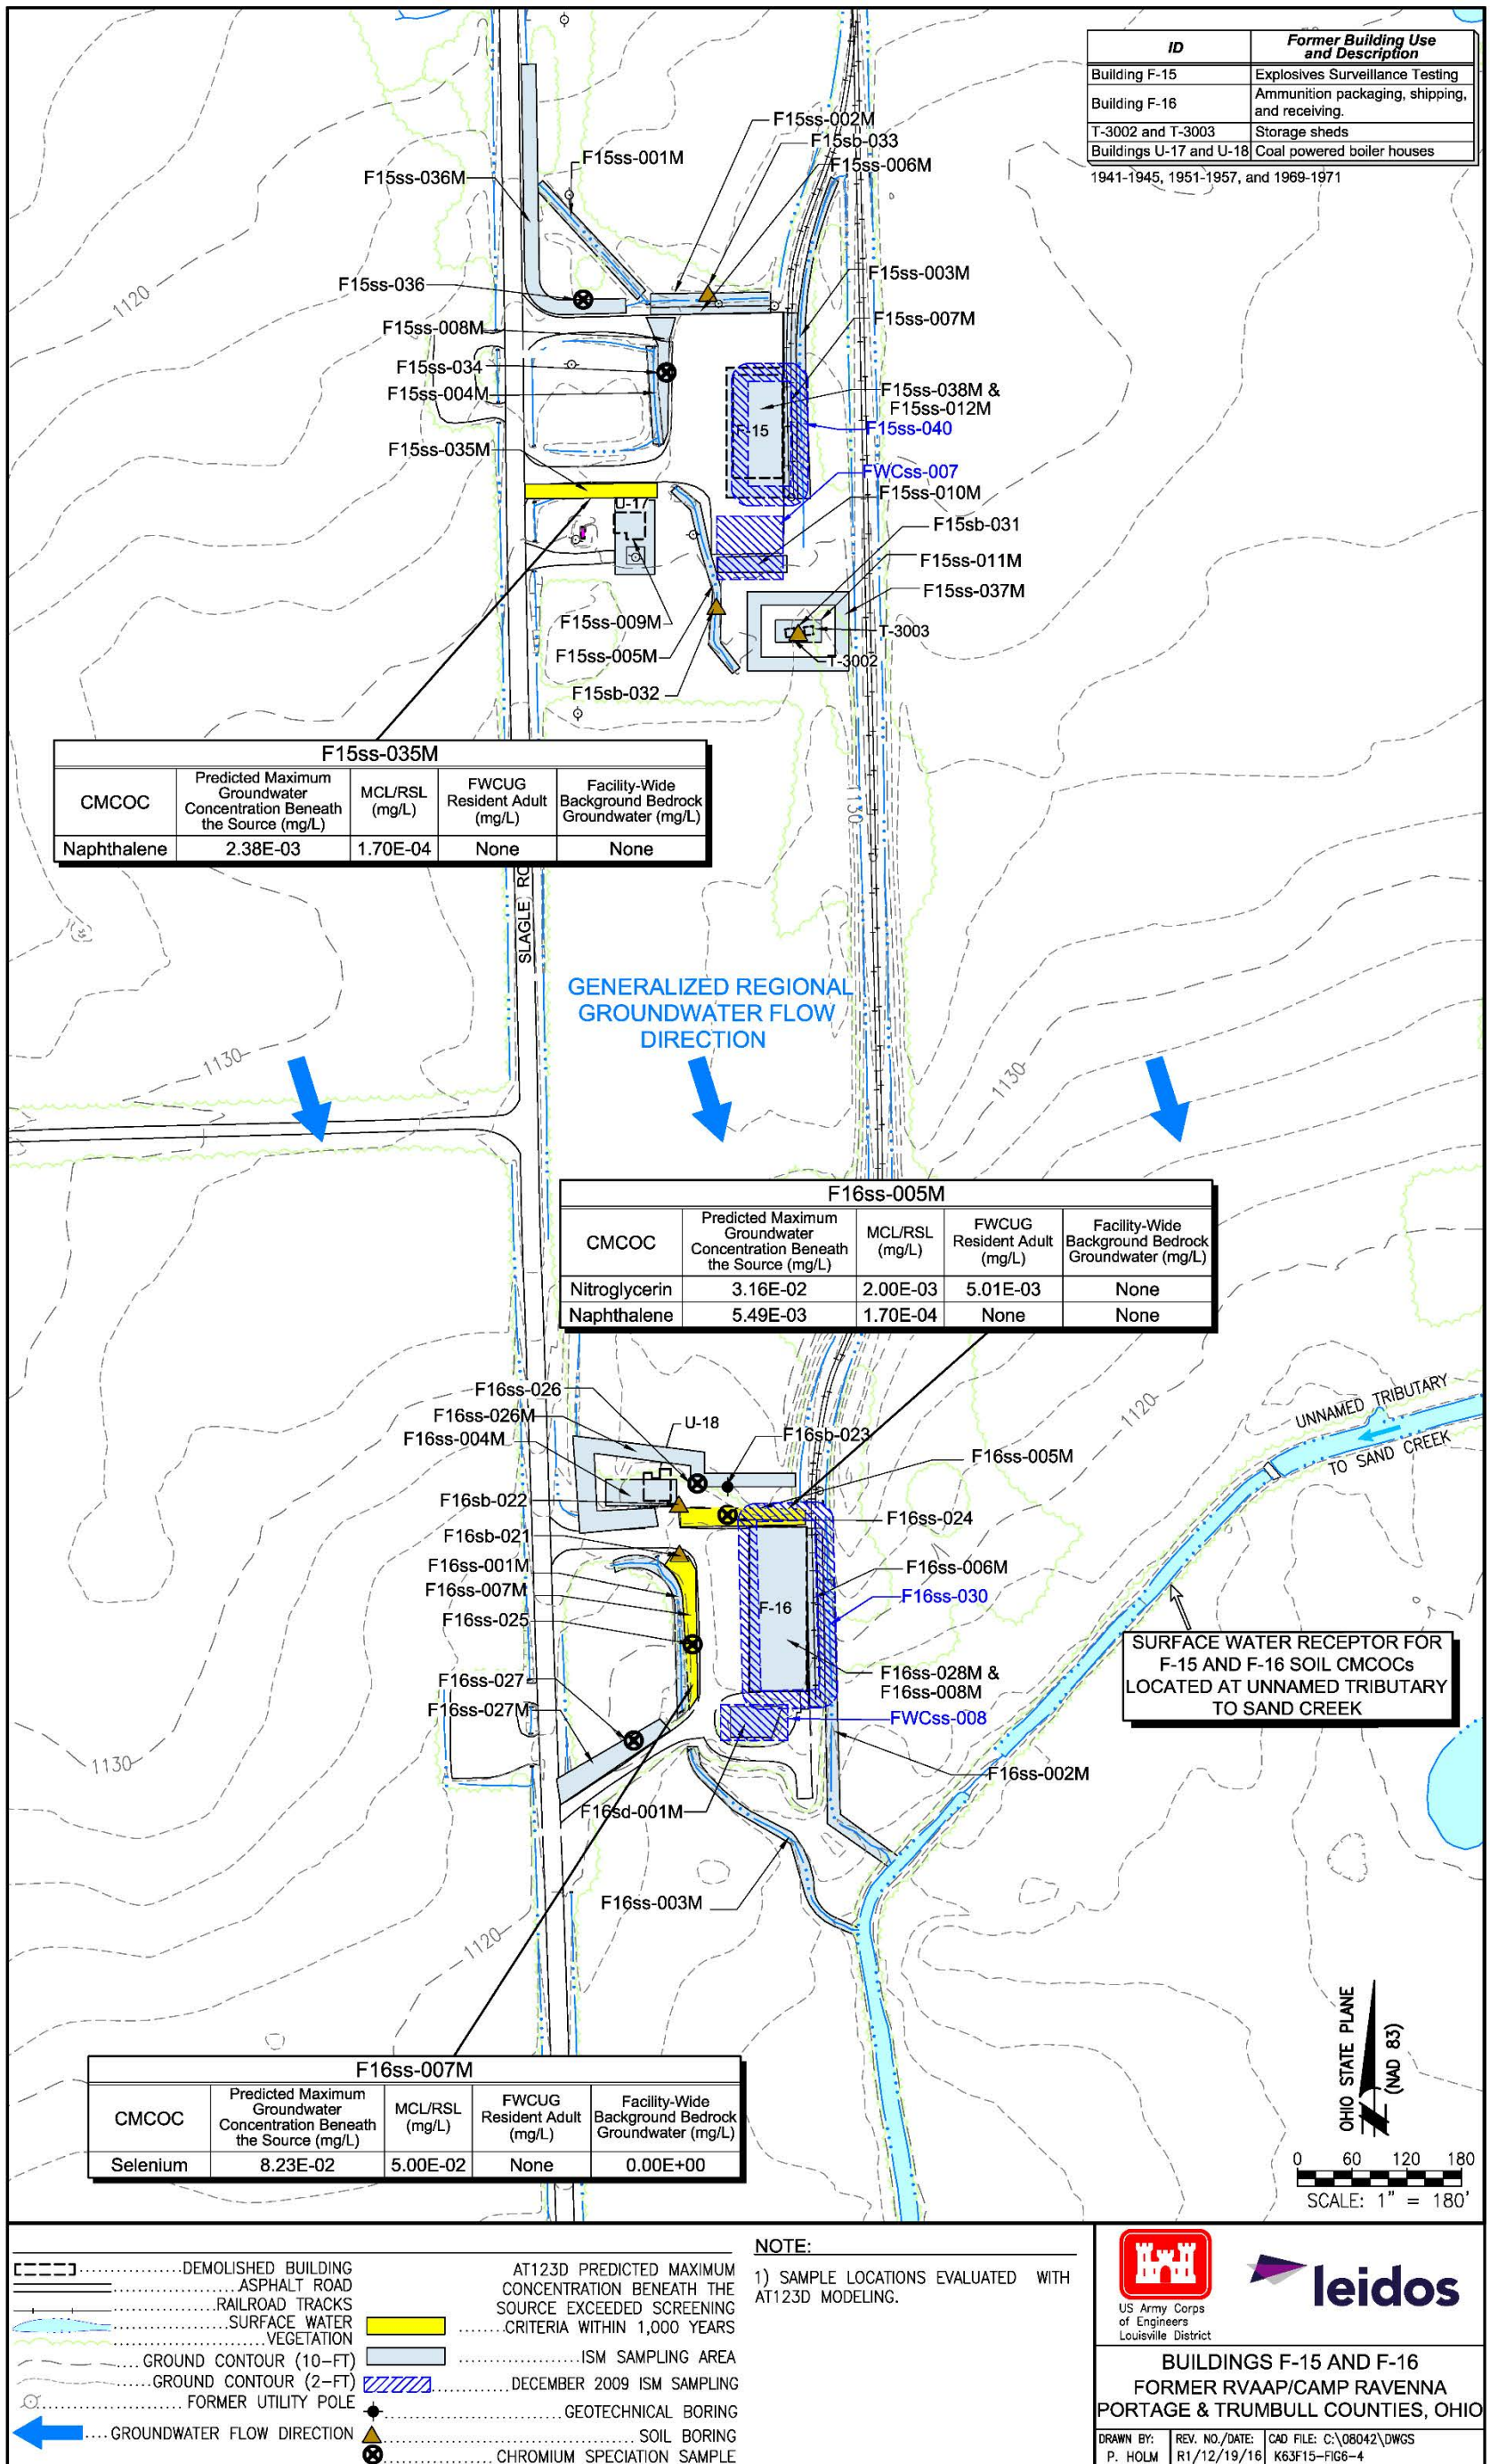 ID
Former Building Use
and Description
Building F-15
Explosives Surveillance Testing
Building F-16
Ammunition packaging, shipping,
and receiving.
T-3002 and T-3003
Storage sheds
Buildings U-17 and U-18
Coal powered boiler houses
1941-1945, 1951-1957, and 1969-1971
F15ss-002M
F15sb-033
F15ss-006M
F15ss-001M
F15ss-036M
F15ss-003M
F15ss-036
1120
F15ss-007M
F15ss-008M
F15ss-034
F15ss-004M
F15ss-038M &
F15ss-012M
F-15
F15ss-040
F15ss-035M
FWCss-007
F15ss-010M
U-17
F15sb-031
F15ss-011M
F15ss-037M
F15ss-009M
T-3003
F15ss-005M
T-3002
F15sb-032
F15ss-035M
CMCOC
Predicted Maximum
Groundwater
Concentration Beneath
the Source (mg/L)
MCL/RSL
(mg/L)
FWCUG
Resident Adult
(mg/L)
Facility-Wide
Background Bedrock
Groundwater (mg/L)
Naphthalene
2.38E-03
1.70E-04
None
None
1130
SLAGLE RO
GENERALIZED REGIONAL
GROUNDWATER FLOW
DIRECTION
1130
1130
F16ss-005M
CMCOC
Predicted Maximum
Groundwater
Concentration Beneath
the Source (mg/L)
MCL/RSL
(mg/L)
FWCUG
Resident Adult
(mg/L)
Facility-Wide
Background Bedrock
Groundwater (mg/L)
Nitroglycerin
3.16E-02
2.00E-03
5.01E-03
None
Naphthalene
5.49E-03
1.70E-04
None
None
F16ss-026
F16ss-026M
U-18
F16ss-004M
F16sb-023
1120
UNNAMED TRIBUTARY
TO SAND CREEK
F16ss-005M
F16sb-022
F16ss-024
F16sb-021
F16ss-001M
F16ss-006M
F16ss-007M
F16ss-030
F-16
F16ss-025
SURFACE WATER RECEPTOR FOR
F-15 AND F-16 SOIL CMCOCs
LOCATED AT UNNAMED TRIBUTARY
TO SAND CREEK
F16ss-028M &
F16ss-008M
F16ss-027
F16ss-027M
FWCss-008
1130
F16ss-002M
F16sd-001M
F16ss-003M
1120
F16ss-007M
CMCOC
Predicted Maximum
Groundwater
Concentration Beneath
the Source (mg/L)
MCL/RSL
(mg/L)
FWCUG
Resident Adult
(mg/L)
Facility-Wide
Background Bedrock
Groundwater (mg/L)
Selenium
8.23E-02
5.00E-02
None
0.00E+00
OHIO STATE PLANE
(NAD 83)
0 60 120 180
SCALE: 1" = 180'
DEMOLISHED BUILDING
ASPHALT ROAD
RAILROAD TRACKS
SURFACE WATER
VEGETATION
GROUND CONTOUR (10-FT)
GROUND CONTOUR (2-FT)
FORMER UTILITY POLE
GROUNDWATER FLOW DIRECTION
AT123D PREDICTED MAXIMUM
CONCENTRATION BENEATH THE
SOURCE EXCEEDED SCREENING
CRITERIA WITHIN 1,000 YEARS
ISM SAMPLING AREA
DECEMBER 2009 ISM SAMPLING
GEOTECHNICAL BORING
SOIL BORING
CHROMIUM SPECIATION SAMPLE
NOTE:
1) SAMPLE LOCATIONS EVALUATED WITH
AT123D MODELING.
US Army Corps
of Engineers
Louisville District
leidos
BUILDINGS F-15 AND F-16
FORMER RVAAP/CAMP RAVENNA
PORTAGE & TRUMBULL COUNTIES, OHIO
DRAWN BY:
P. HOLM
REV. NO./DATE:
R1/12/19/16
CAD FILE: C:\08042\DWGS
K63F15-FIG6-4